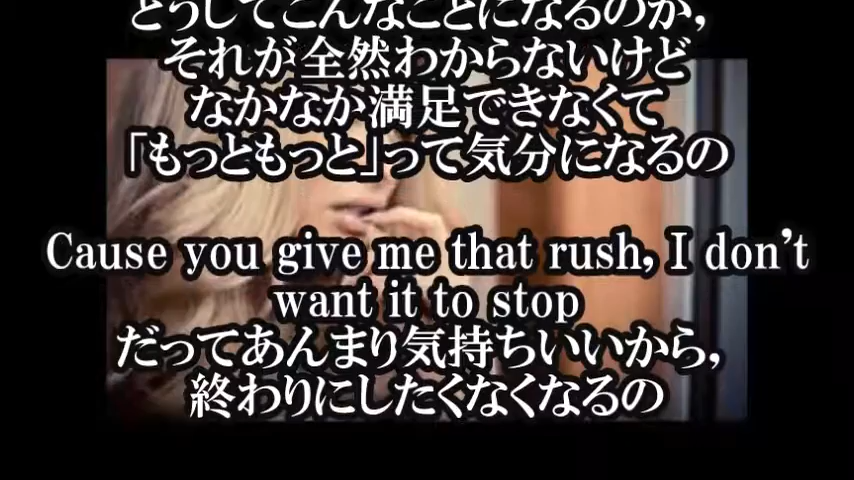 どうしてこんなことになるのか,
それが全然わからないけど
なかなか満足できなくて
「もっともっと」って気分になるの
Cause you give me that rush, I don't
want it to stop
だってあんまり気持ちいいから,
終わりにしたくなくなるの